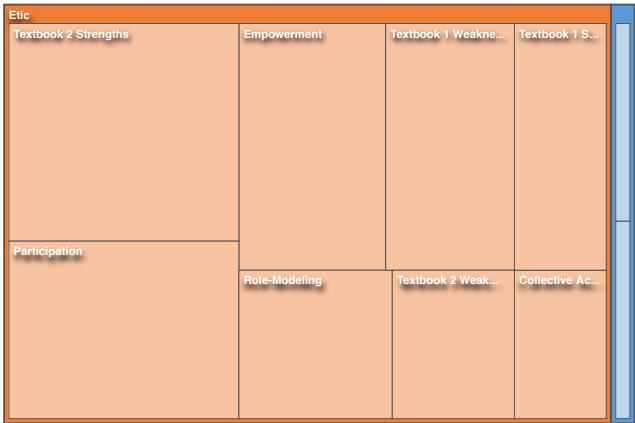 Etic
Textbook 2 Strengths
Empowerment
Textbook 1 Weakne...
Textbook 1 S...
Participation
Role-Modeling
Textbook 2 Weak...
Collective Ac...